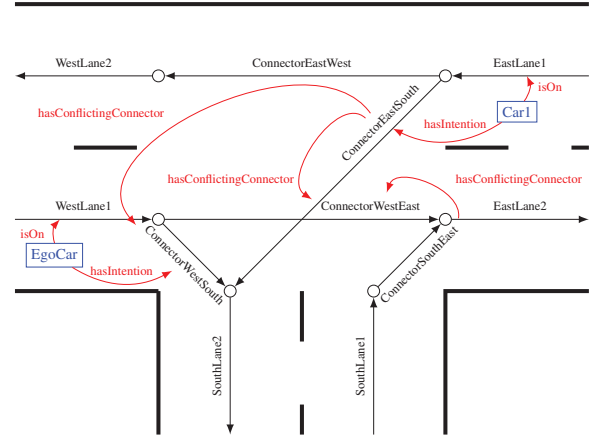 WestLane2
ConnectorEastWest
EastLane1
isOn
hasConflictingConnector
Car1
hasIntention
ConnectorEastSouth
hasConflictingConnector
hasConflictingConnector
WestLane1
ConnectorWestEast
EastLane2
isOn
EgoCar
hasIntention
ConnectorWestSouth
ConnectorSouthEast
SouthLane2
SouthLane1